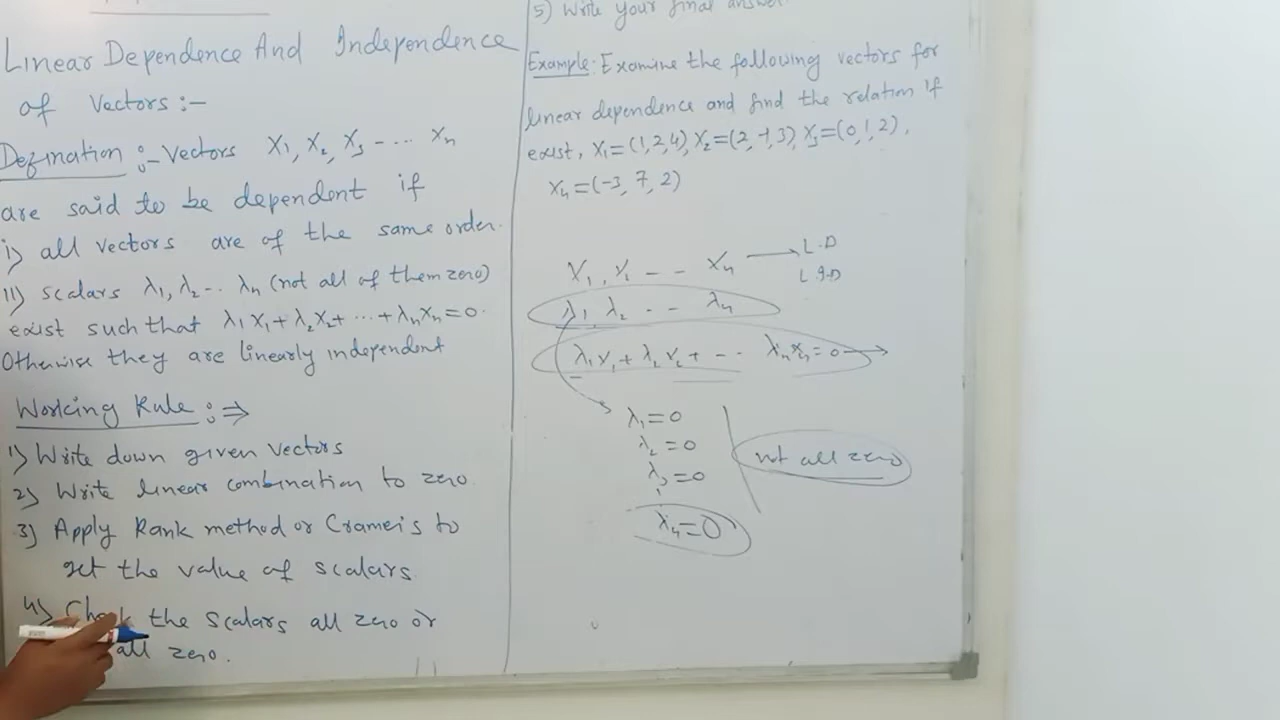 Linear Dependence And Independence
of Vectors :-
Defination :- Vectors X₁, X₂, X₃ ---- Xₙ
are said to be dependent if
i) all vectors are of the same order.
11) scalars λ₁, λ₂ -- λₙ (not all of them zero)
exist such that λ₁X₁ + λ₂X₂ + ... + λₙXₙ = 0.
Otherwise they are linearly independent
Working Rule :⇒
1) Write down given vectors
2) Write linear combination to zero.
3) Apply Rank method or Cramer's to
get the value of scalars
4) Check the scalars all zero or
all zero.
5) Write your final answer
Example: Examine the following vectors for
linear dependence and find the relation if
exist, X₁=(1,2,4), X₂=(2,-1,3), X₃=(0,1,2),
X₄=(-3, 7, 2)
X₁, X₂ -- Xₙ → L.D
L.I.D
λ₁, λ₂ -- λₙ
λ₁X₁ + λ₂X₂ + -- λₙXₙ = 0 →
λ₁=0
λ₂=0
λ₃=0
λ₄=0
not all zero